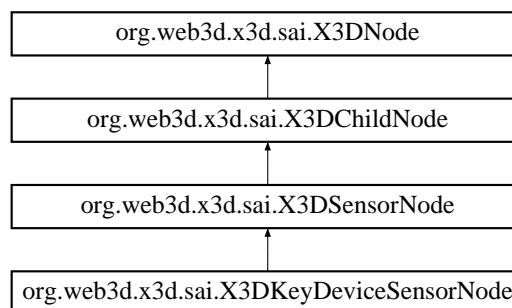 org.web3d.x3d.sai.X3DNode
org.web3d.x3d.sai.X3DChildNode
org.web3d.x3d.sai.X3DSensorNode
org.web3d.x3d.sai.X3DKeyDeviceSensorNode